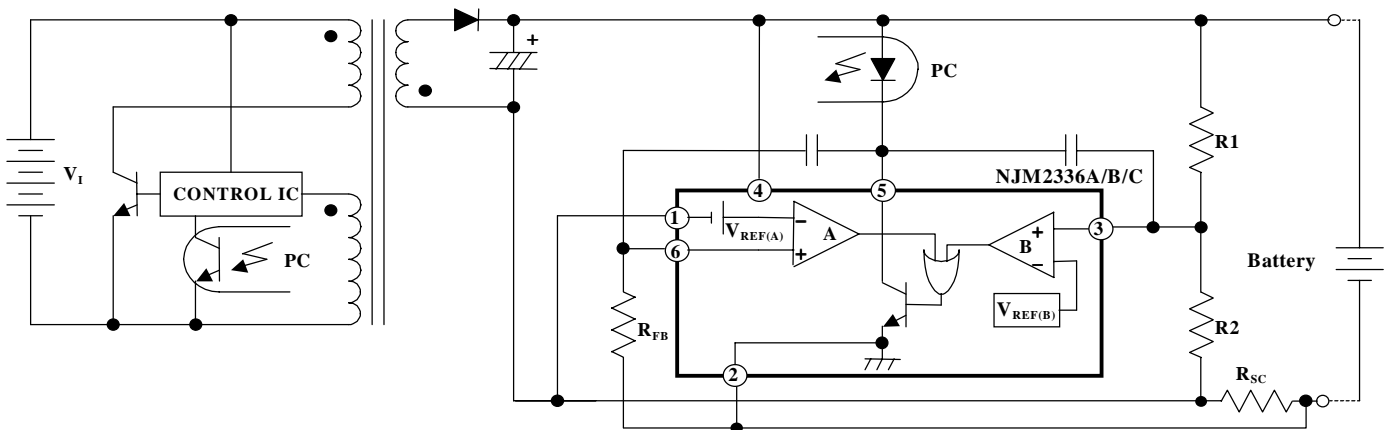 +
PC
R1
V_I
CONTROL IC
NJM2336A/B/C
4
5
1
V_REF(A)
−
A
+
B
3
6
+
−
PC
Battery
V_REF(B)
R_FB
R2
2
R_SC